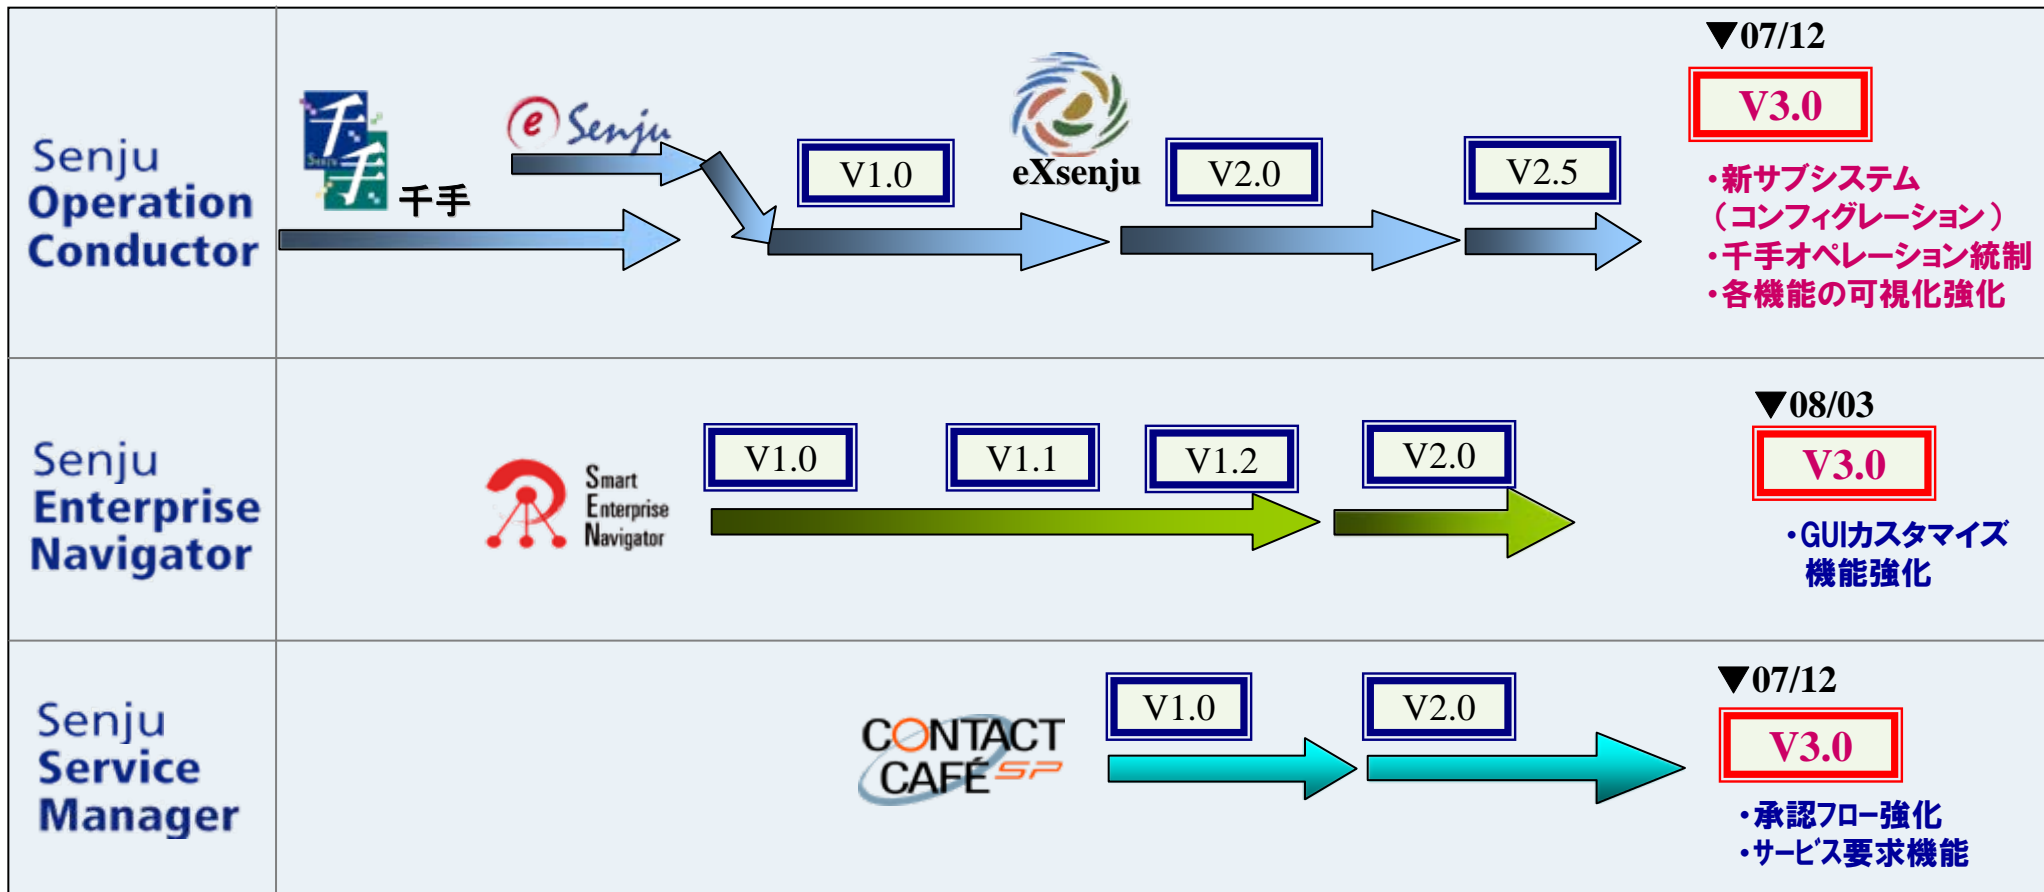 Senju
Operation
Conductor
千手
SENJU
千手
e Senju
V1.0
eXsenju
V2.0
V2.5
▼07/12
V3.0
・新サブシステム
（コンフィグレーション）
・千手オペレーション統制
・各機能の可視化強化
Senju
Enterprise
Navigator
Smart
Enterprise
Navigator
V1.0
V1.1
V1.2
V2.0
▼08/03
V3.0
・GUIカスタマイズ
機能強化
Senju
Service
Manager
CONTACT
CAFÉ SP
V1.0
V2.0
▼07/12
V3.0
・承認フロー強化
・サービス要求機能